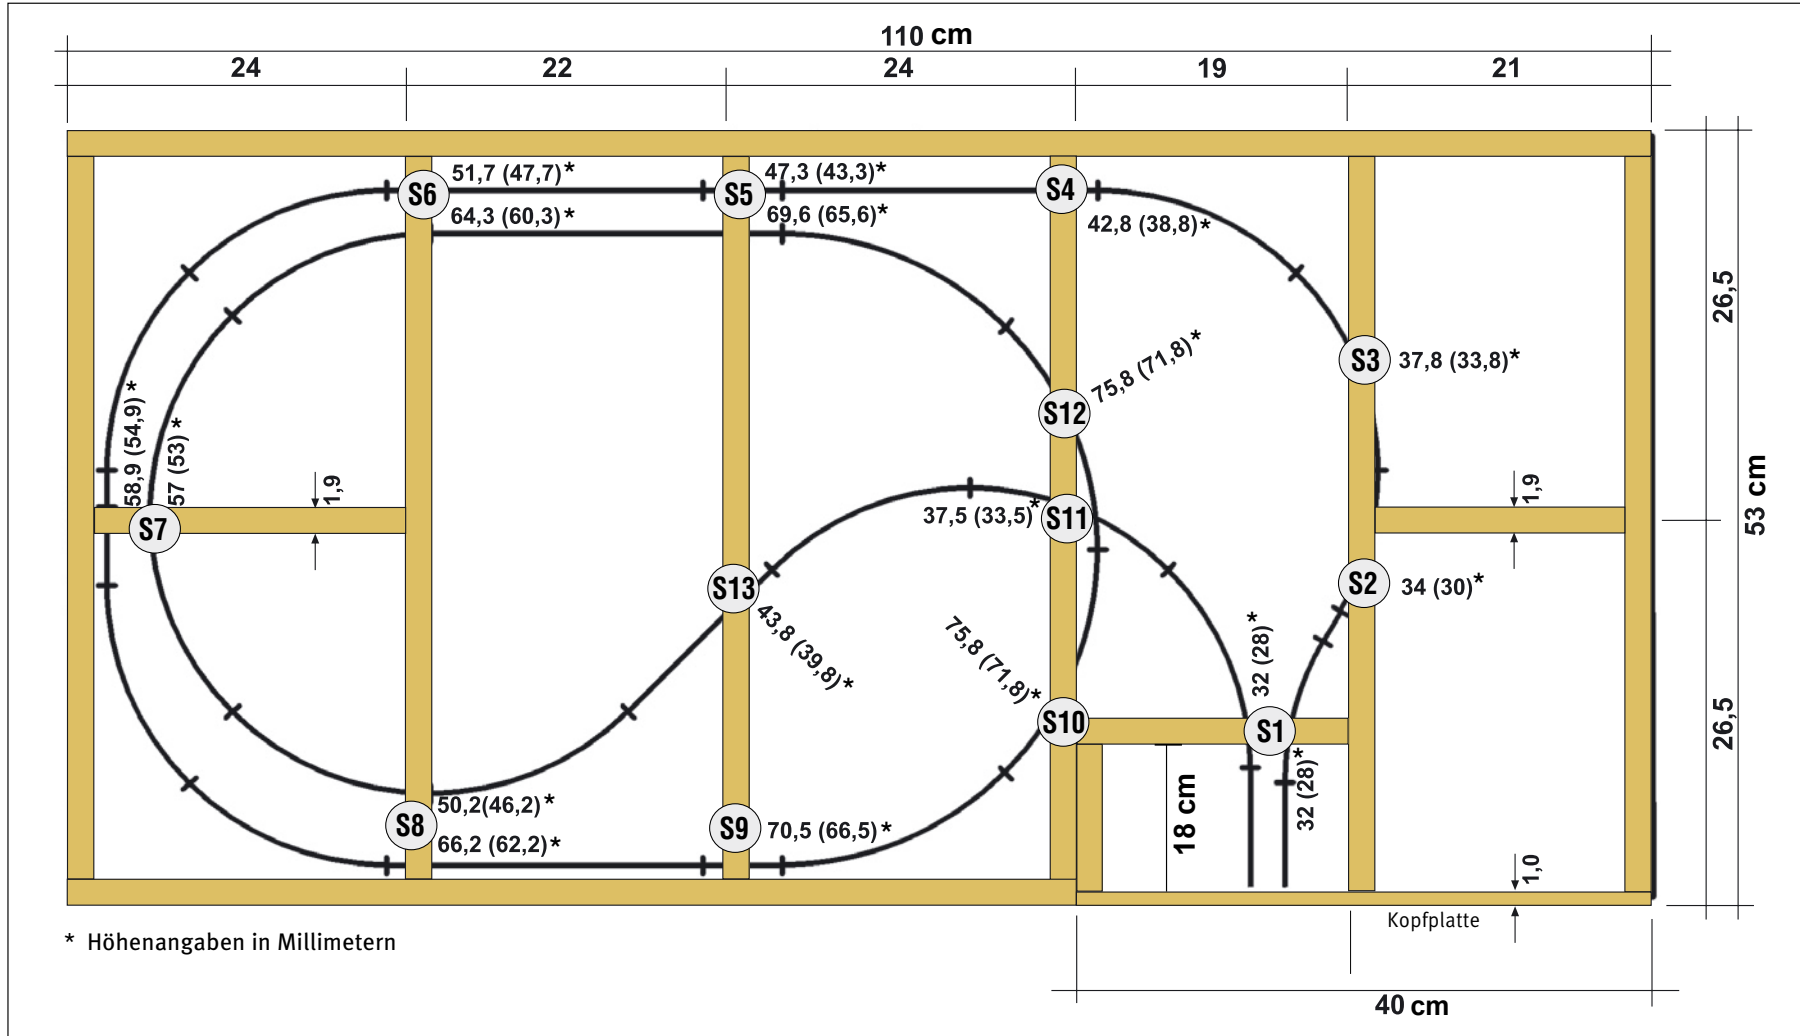 110 cm
24 22 24 19 21
S6 51,7 (47,7)* S5 47,3 (43,3)* S4
64,3 (60,3)* 69,6 (65,6)* 42,8 (38,8)*
26,5
S3 37,8 (33,8)*
75,8 (71,8)*
S12
58,9 (54,9)*
57 (53)*
1,9
1,9
S7
37,5 (33,5)*
S11
53 cm
S13
43,8 (39,8)*
S2 34 (30)*
75,8 (71,8)*
32 (28)*
S10
S1
32 (28)*
26,5
18 cm
S8 50,2(46,2)*
66,2 (62,2)*
S9 70,5 (66,5)*
1,0
Kopfplatte
* Höhenangaben in Millimetern
40 cm